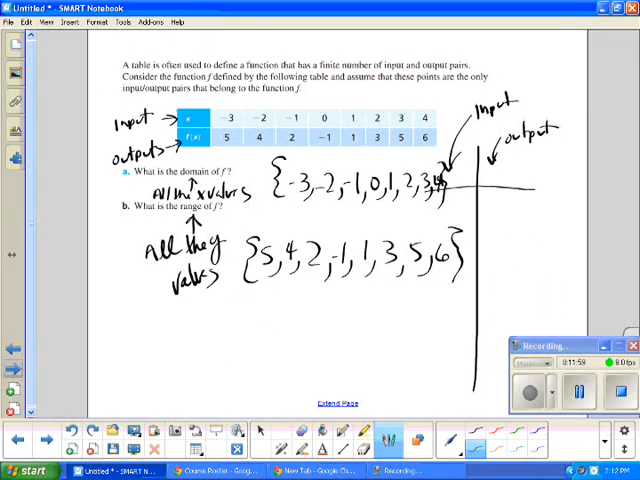 Untitled * - SMART Notebook
File Edit View Insert Format Tools Add-ons Help
A table is often used to define a function that has a finite number of input and output pairs.
Consider the function f defined by the following table and assume that these points are the only
input/output pairs that belong to the function f.
Input
x -3 -2 -1 0 1 2 3 4
outputs
f(x) 5 4 2 -1 1 3 5 6
Input
output
a. What is the domain of f?
All the x values
{-3,-2,-1,0,1,2,3,4}
b. What is the range of f?
All the y
values
{5,4,2,-1,1,3,5,6}
Recording...
0:11:59
8.0 fps
Extend Page
start
Untitled * - SMART N...
Course Roster - Goog...
New Tab - Google Ch...
Recording...
2:12 PM